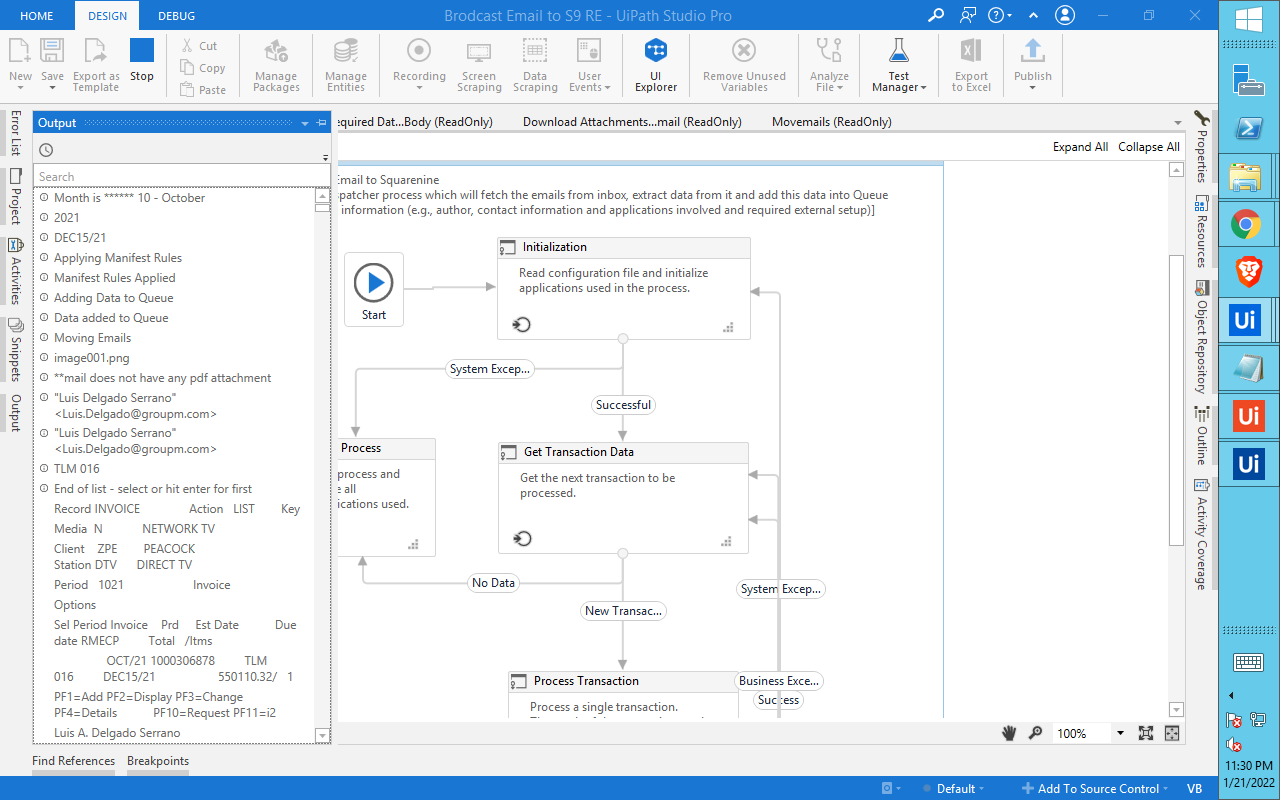 HOME
DESIGN
DEBUG
Brodcast Email to S9 RE - UiPath Studio Pro
New
Save
Export as Template
Stop
Cut
Copy
Paste
Manage Packages
Manage Entities
Recording
Screen Scraping
Data Scraping
User Events
UI Explorer
Remove Unused Variables
Analyze File
Test Manager
Export to Excel
Publish
Error List
Project
Activities
Snippets
Output
Output
Search
Month is ****** 10 - October
2021
DEC15/21
Applying Manifest Rules
Manifest Rules Applied
Adding Data to Queue
Data added to Queue
Moving Emails
image001.png
**mail does not have any pdf attachment
"Luis Delgado Serrano"
<Luis.Delgado@groupm.com>
"Luis Delgado Serrano"
<Luis.Delgado@groupm.com>
TLM 016
End of list - select or hit enter for first
Record INVOICE Action LIST Key
Media N NETWORK TV
Client ZPE PEACOCK
Station DTV DIRECT TV
Period 1021 Invoice
Options
Sel Period Invoice Prd Est Date Due
date RMECP Total /Itms
OCT/21 1000306878 TLM
016 DEC15/21 550110.32/ 1
PF1=Add PF2=Display PF3=Change
PF4=Details PF10=Request PF11=i2
Luis A. Delgado Serrano
Find References
Breakpoints
equired Dat...Body (ReadOnly)
Download Attachments...mail (ReadOnly)
Movemails (ReadOnly)
Expand All
Collapse All
Email to Squarenine
patcher process which will fetch the emails from inbox, extract data from it and add this data into Queue
information (e.g., author, contact information and applications involved and required external setup)]
Start
Initialization
Read configuration file and initialize
applications used in the process.
System Excep...
Successful
Process
process and
e all
ications used.
Get Transaction Data
Get the next transaction to be
processed.
No Data
New Transac...
System Excep...
Process Transaction
Process a single transaction.
Business Exce...
Success
100%
Properties
Resources
Object Repository
Outline
Activity Coverage
Default
Add To Source Control
VB
Ui
Ui
Ui
11:30 PM
1/21/2022